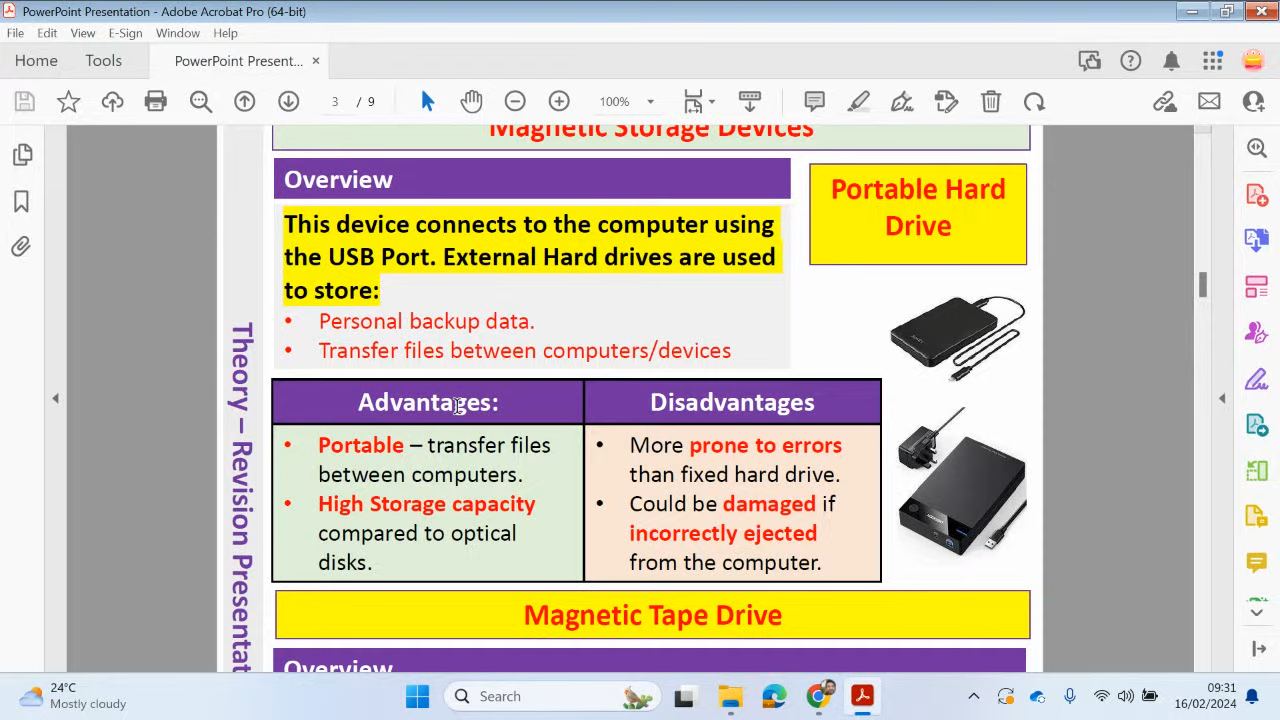 PowerPoint Presentation - Adobe Acrobat Pro (64-bit)
File Edit View E-Sign Window Help
Home Tools PowerPoint Present... ×
3 / 9 100%
Magnetic Storage Devices
Overview
This device connects to the computer using
the USB Port. External Hard drives are used
to store:
• Personal backup data.
• Transfer files between computers/devices
Portable Hard
Drive
Theory – Revision Presentat
Advantages:
• Portable – transfer files
between computers.
• High Storage capacity
compared to optical
disks.
Disadvantages
• More prone to errors
than fixed hard drive.
• Could be damaged if
incorrectly ejected
from the computer.
Magnetic Tape Drive
Overview
24°C
Mostly cloudy
Search
09:31
16/02/2024